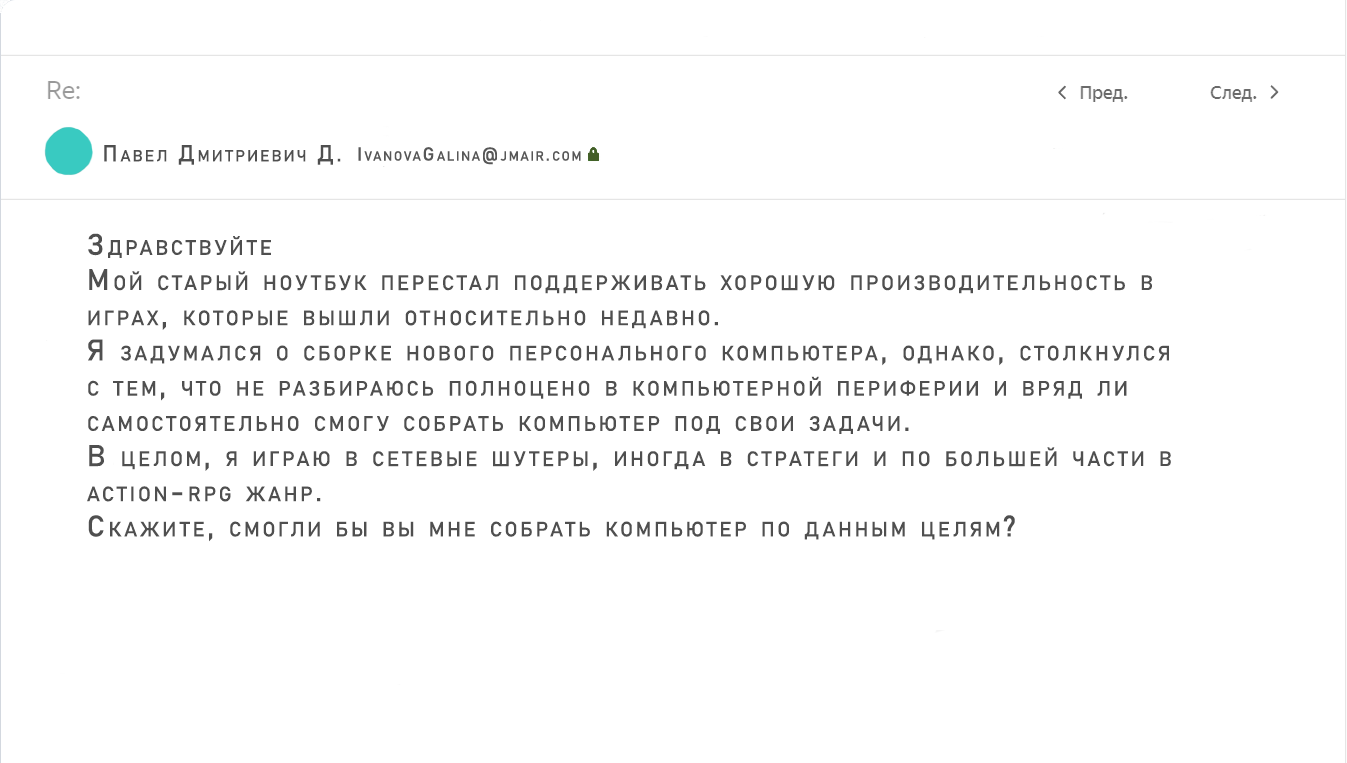 Re:
Пред.
След.
Павел Дмитриевич Д. IvanovaGalina@jmair.com
Здравствуйте
Мой старый ноутбук перестал поддерживать хорошую производительность в
играх, которые вышли относительно недавно.
Я задумался о сборке нового персонального компьютера, однако, столкнулся
с тем, что не разбираюсь полноцено в компьютерной периферии и вряд ли
самостоятельно смогу собрать компьютер под свои задачи.
В целом, я играю в сетевые шутеры, иногда в стратеги и по большей части в
action-rpg жанр.
Скажите, смогли бы вы мне собрать компьютер по данным целям?